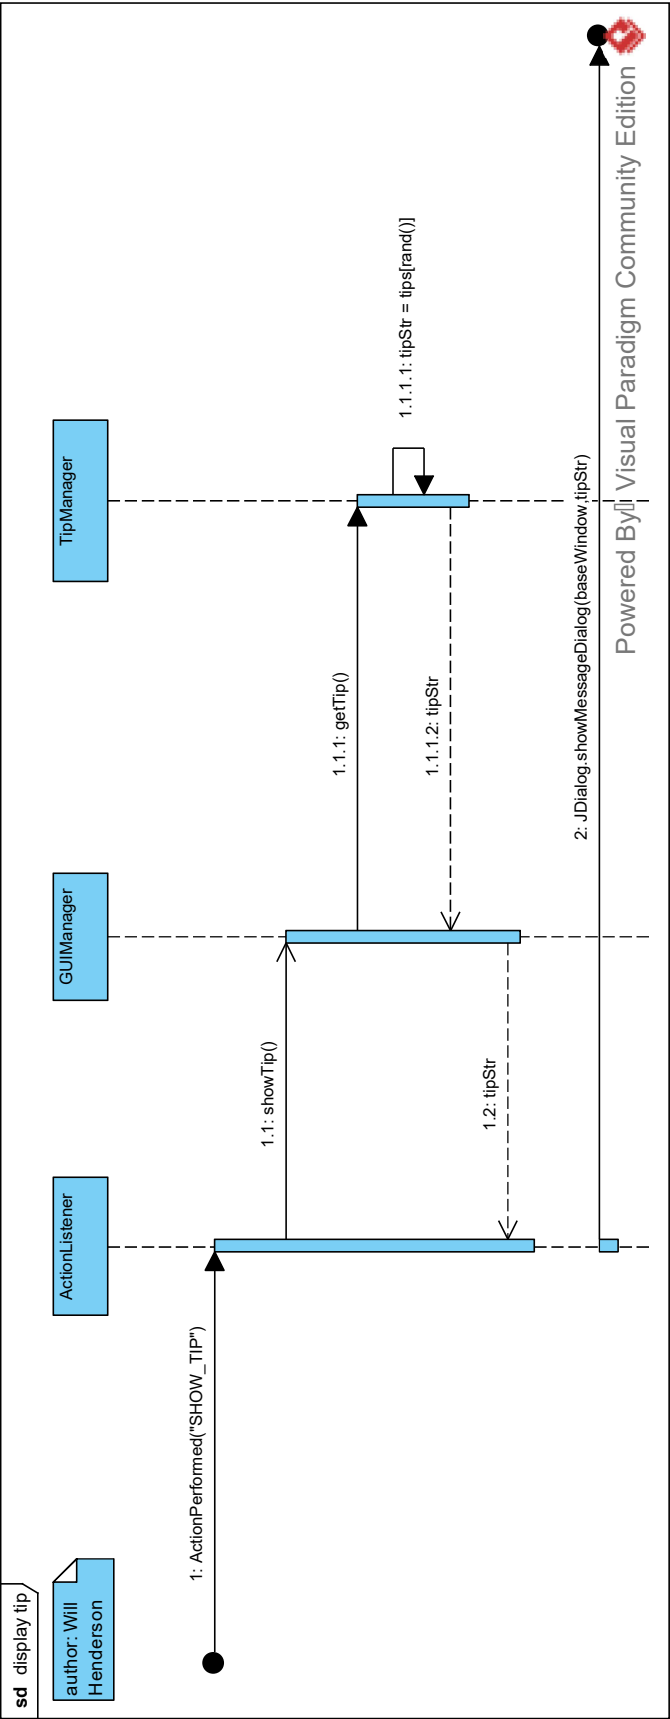 sd display tip
author: Will
Henderson
ActionListener
GUIManager
TipManager
1: ActionPerformed("SHOW_TIP")
1.1: showTip()
1.1.1: getTip()
1.1.1.1: tipStr = tips[rand()]
1.1.1.2: tipStr
1.2: tipStr
2: JDialog.showMessageDialog(baseWindow,tipStr)
Powered By Visual Paradigm Community Edition